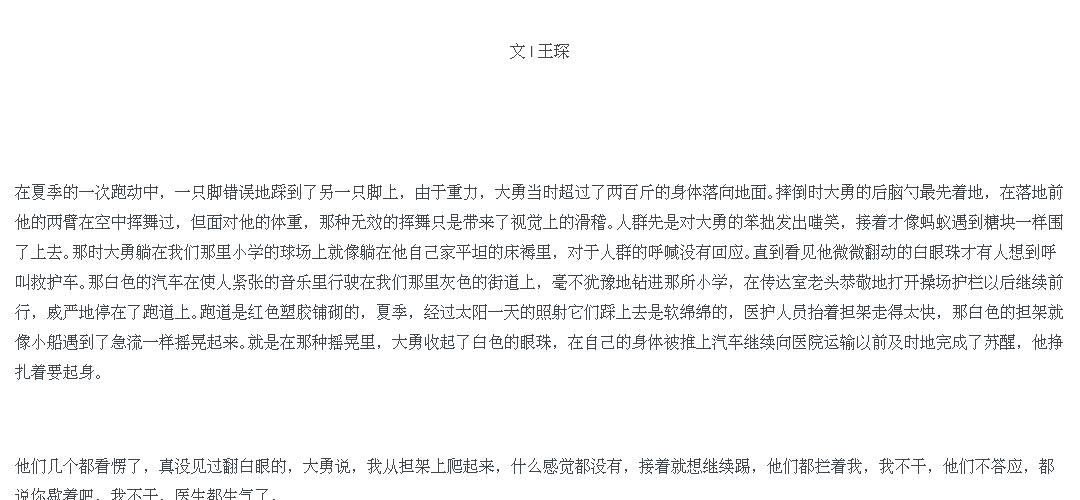 文 | 王琛
在夏季的一次跑动中，一只脚错误地踩到了另一只脚上，由于重力，大勇当时超过了两百斤的身体落向地面。摔倒时大勇的后脑勺最先着地，在落地前
他的两臂在空中挥舞过，但面对他的体重，那种无效的挥舞只是带来了视觉上的滑稽。人群先是对大勇的笨拙发出嗤笑，接着才像蚂蚁遇到糖块一样围
了上去。那时大勇躺在我们那里小学的球场上就像躺在他自己家平坦的床褥里，对于人群的呼喊没有回应。直到看见他微微翻动的白眼珠才有人想到呼
叫救护车。那白色的汽车在使人紧张的音乐里行驶在我们那里灰色的街道上，毫不犹豫地钻进那所小学，在传达室老头恭敬地打开操场护栏以后继续前
行，威严地停在了跑道上。跑道是红色塑胶铺砌的，夏季，经过太阳一天的照射它们踩上去是软绵绵的，医护人员抬着担架走得太快，那白色的担架就
像小船遇到了急流一样摇晃起来。就是在那种摇晃里，大勇收起了白色的眼珠，在自己的身体被推上汽车继续向医院运输以前及时地完成了苏醒，他挣
扎着要起身。
他们几个都看愣了，真没见过翻白眼的，大勇说，我从担架上爬起来，什么感觉都没有，接着就想继续踢，他们都拦着我，我不干，他们不答应，都
说你歇着吧，我不干，医生都生气了。